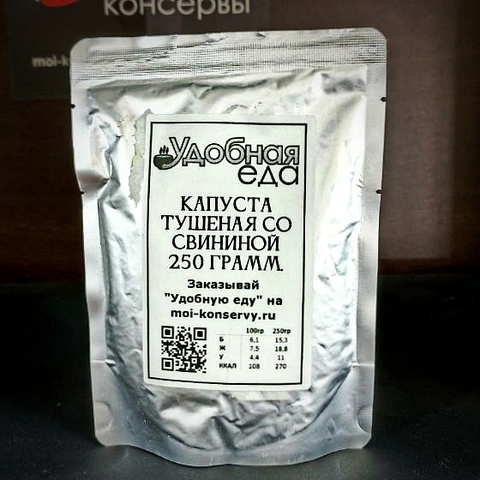 консервы
moi-k
Удобная
еда
КАПУСТА
ТУШЕНАЯ СО
СВИНИНОЙ
250 ГРАММ.
Заказывай
"Удобную еду" на
moi-konservy.ru
100гр 250гр
Б 6,1 15,3
Ж 7,5 18,8
У 4,4 11
ККАЛ 108 270